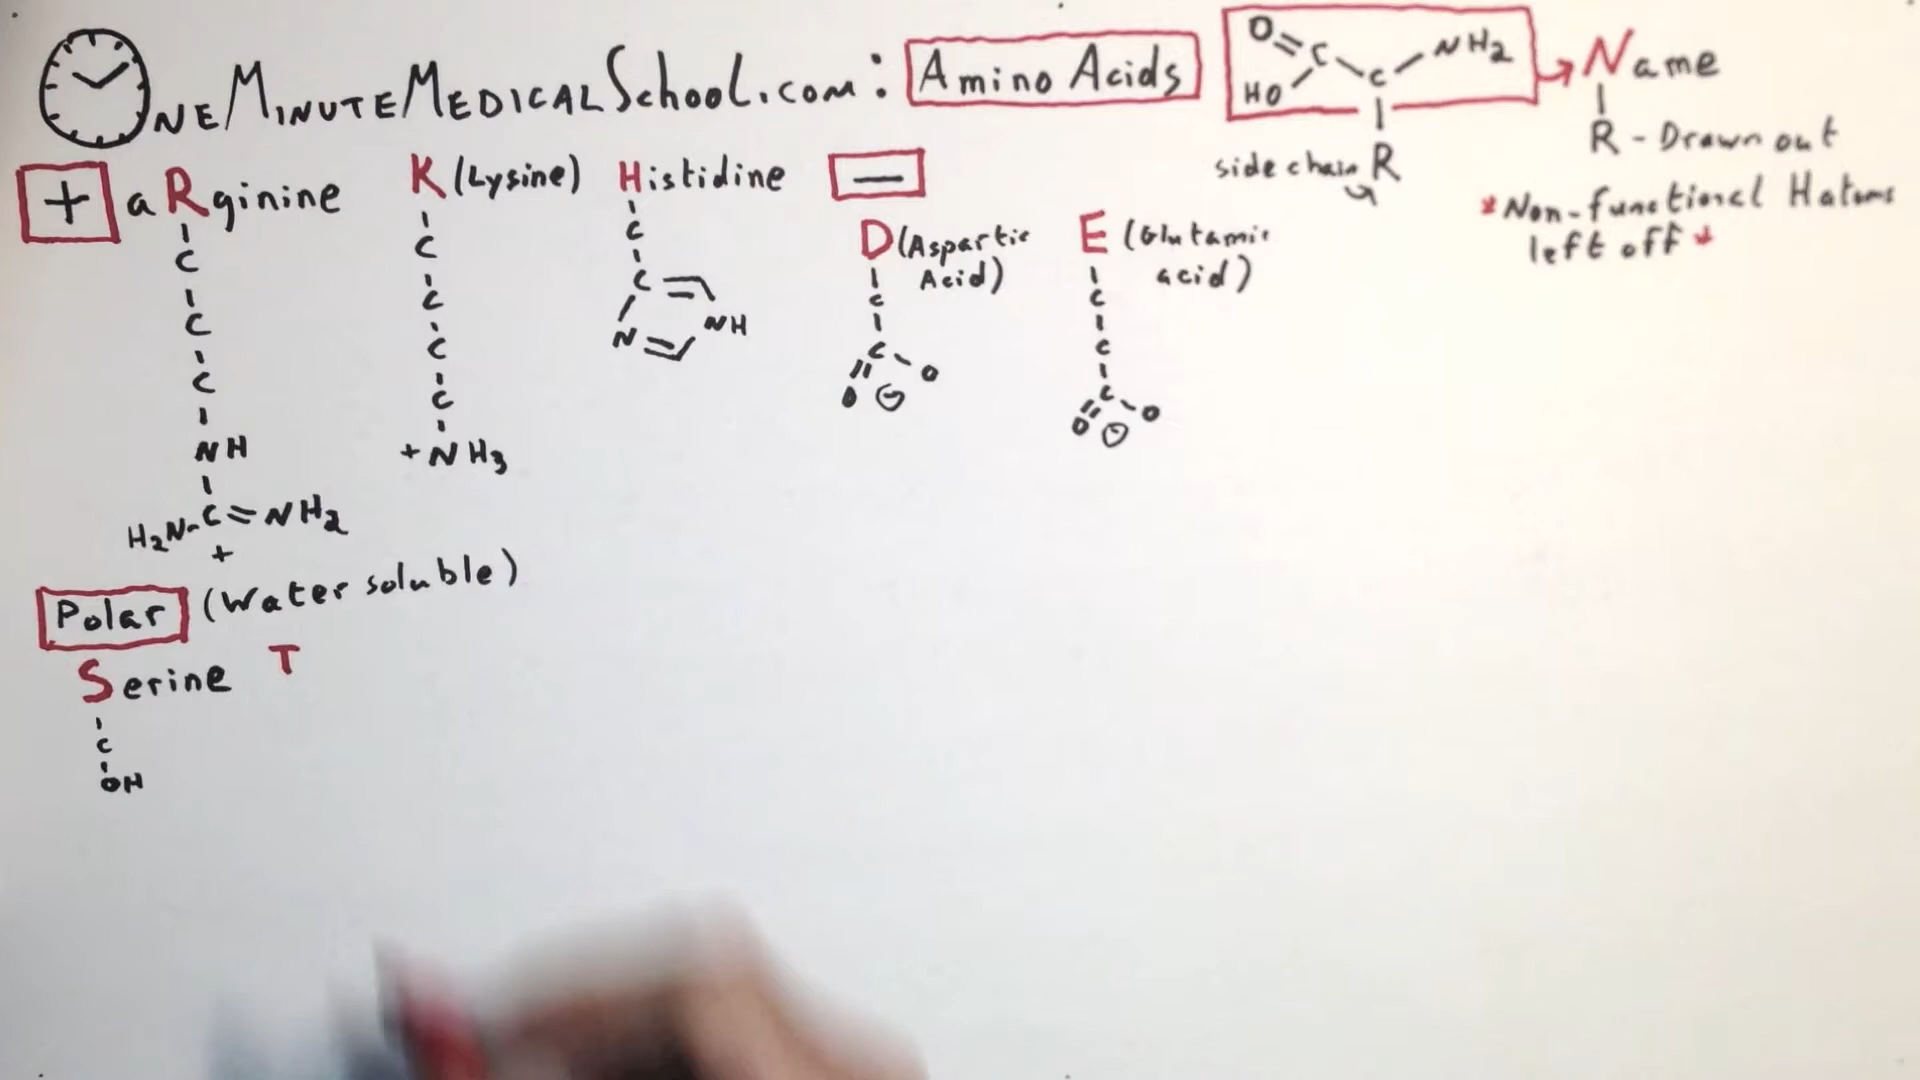 OneMinuteMedicalSchool.com: Amino Acids
O=C-C-NH2
HO
side chain R
Name
R - Drawn out
*Non-functional H atoms
left off*
+ aRginine
C
C
C
NH
H2N-C=NH2
+
K (Lysine)
C
C
C
C
+NH3
Histidine
C
C
N
NH
−
D (Aspartic
Acid)
C
C
O
O
−
E (Glutamic
acid)
C
C
C
O
O
−
Polar (Water soluble)
Serine
C
OH
T